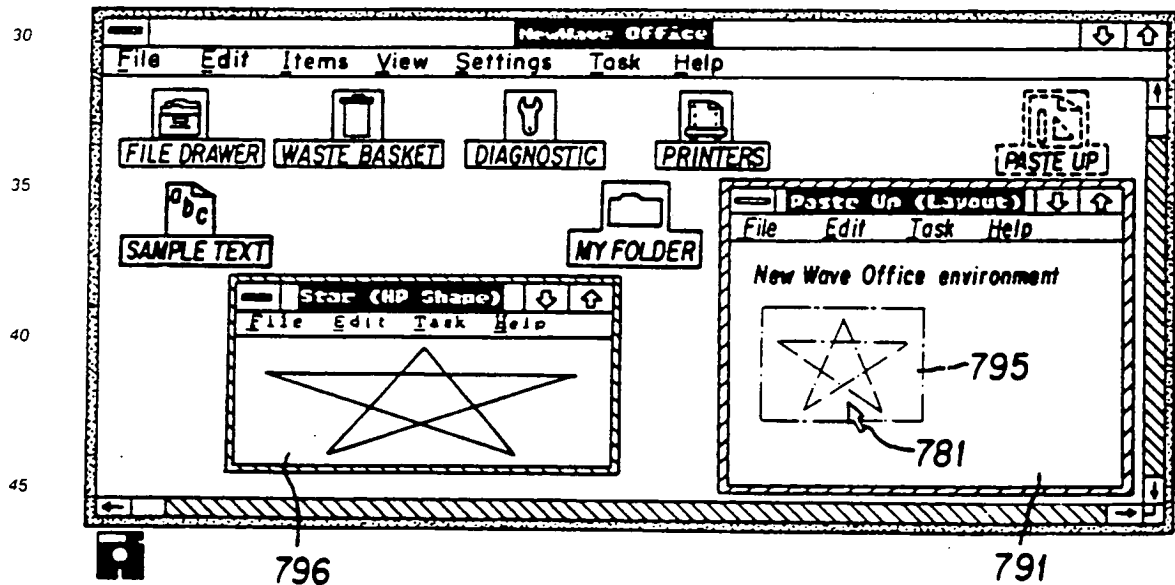 30
NewWave Office
File Edit Items View Settings Task Help
FILE DRAWER WASTE BASKET DIAGNOSTIC PRINTERS PASTE UP
35
abc
SAMPLE TEXT MY FOLDER
Paste Up (Layout)
File Edit Task Help
New Wave Office environment
Star (HP Shape)
File Edit Task Help
40
795
781
45
796 791